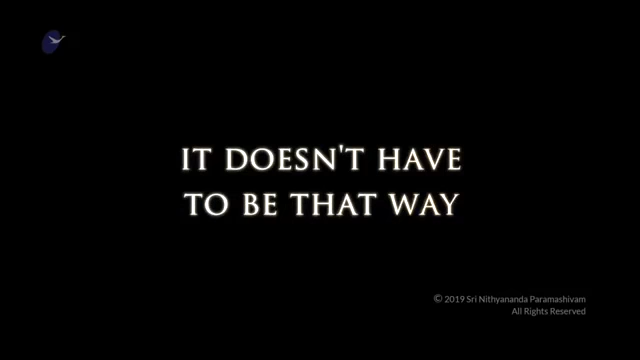 IT DOESN'T HAVE
TO BE THAT WAY
© 2019 Sri Nithyananda Paramashivam
All Rights Reserved